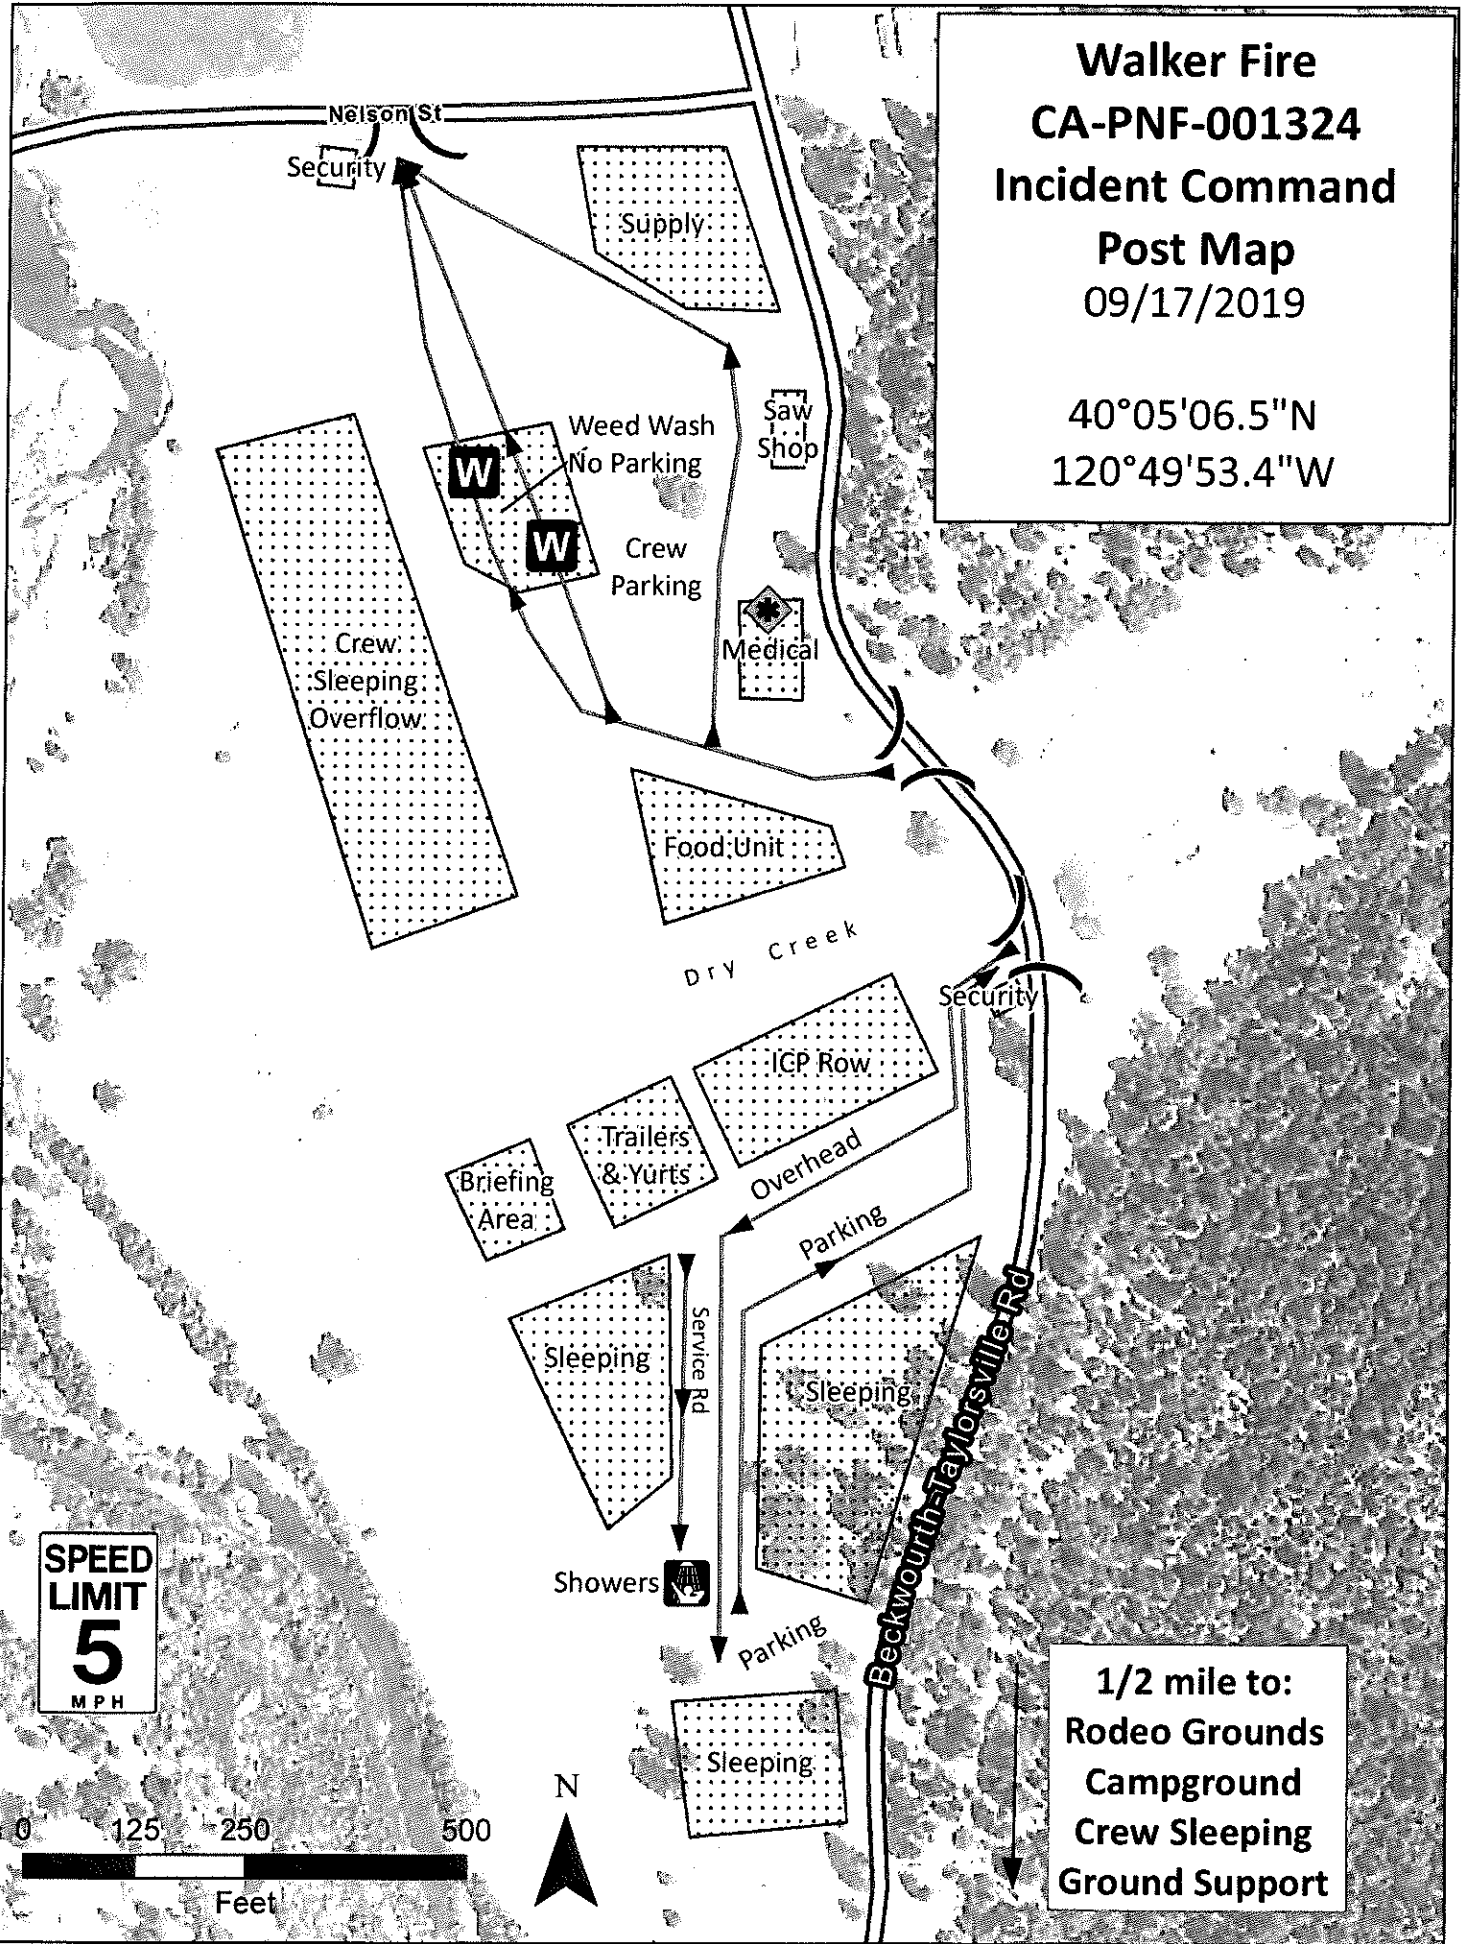 Walker Fire
CA-PNF-001324
Incident Command
Post Map
09/17/2019
40°05'06.5"N
120°49'53.4"W
Nelson St
Security
Supply
Saw
Shop
Weed Wash
No Parking
W
W
Crew
Parking
Medical
Crew
Sleeping
Overflow
Food Unit
Dry Creek
Security
ICP Row
Trailers
& Yurts
Briefing
Area
Overhead
Parking
Service Rd
Sleeping
Sleeping
Beckwourth-Taylorsville Rd
Showers
Parking
Sleeping
SPEED
LIMIT
5
MPH
N
0 125 250 500
Feet
1/2 mile to:
Rodeo Grounds
Campground
Crew Sleeping
Ground Support